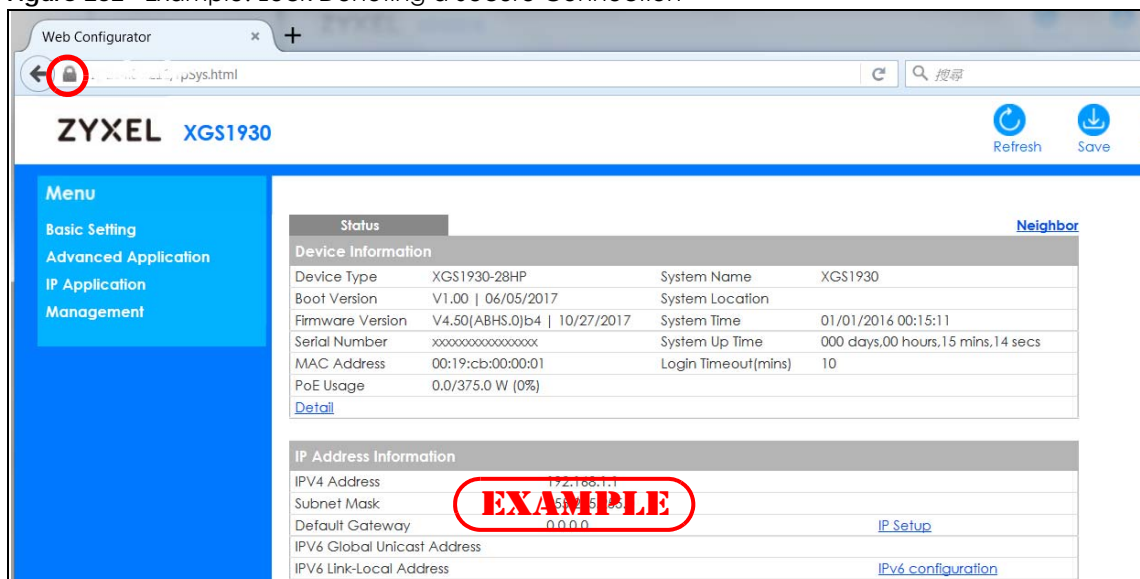 Web Configurator × +
pSys.html 搜尋
ZYXEL XGS1930
Refresh Save
Menu
Basic Setting
Advanced Application
IP Application
Management
Status Neighbor
Device Information
Device Type XGS1930-28HP System Name XGS1930
Boot Version V1.00 | 06/05/2017 System Location
Firmware Version V4.50(ABHS.0)b4 | 10/27/2017 System Time 01/01/2016 00:15:11
Serial Number xxxxxxxxxxxxxxxx System Up Time 000 days,00 hours,15 mins,14 secs
MAC Address 00:19:cb:00:00:01 Login Timeout(mins) 10
PoE Usage 0.0/375.0 W (0%)
Detail
IP Address Information
IPV4 Address 192.168.1.1
Subnet Mask
EXAMPLE
Default Gateway 0.0.0.0 IP Setup
IPV6 Global Unicast Address
IPV6 Link-Local Address IPv6 configuration